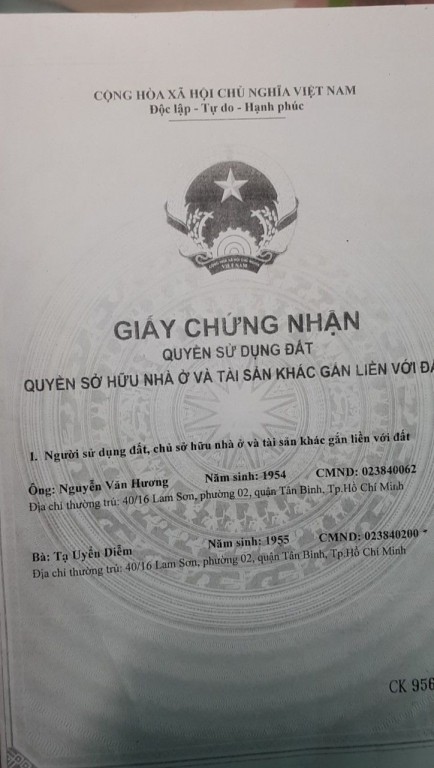 CỘNG HÒA XÃ HỘI CHỦ NGHĨA VIỆT NAM
Độc lập - Tự do - Hạnh phúc
VIỆT NAM
GIẤY CHỨNG NHẬN
QUYỀN SỬ DỤNG ĐẤT
QUYỀN SỞ HỮU NHÀ Ở VÀ TÀI SẢN KHÁC GẮN LIỀN VỚI
I. Người sử dụng đất, chủ sở hữu nhà ở và tài sản khác gắn liền với đất
Ông: Nguyễn Văn Hương Năm sinh: 1954 CMND: 023840062
Địa chỉ thường trú: 40/16 Lam Sơn, phường 02, quận Tân Bình, Tp.Hồ Chí Minh
Bà: Tạ Uyển Diễm Năm sinh: 1955 CMND: 023840200
Địa chỉ thường trú: 40/16 Lam Sơn, phường 02, quận Tân Bình, Tp.Hồ Chí Minh
CK 956